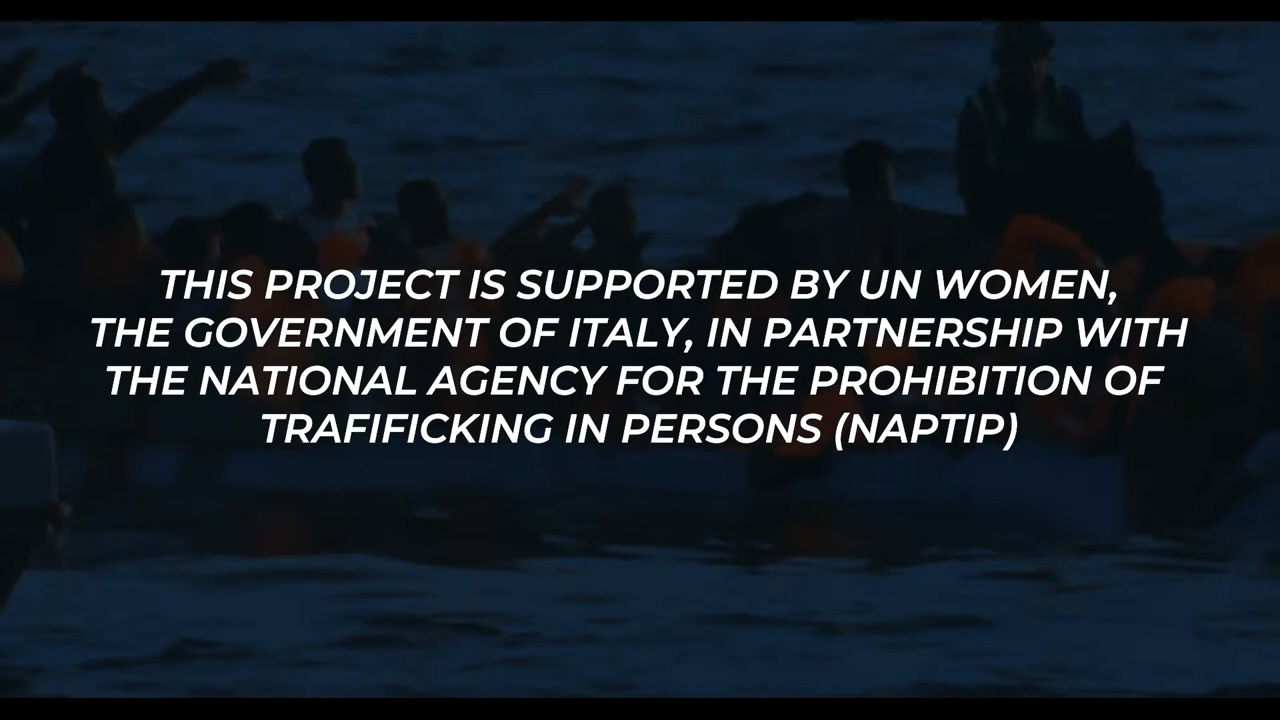 THIS PROJECT IS SUPPORTED BY UN WOMEN,
THE GOVERNMENT OF ITALY, IN PARTNERSHIP WITH
THE NATIONAL AGENCY FOR THE PROHIBITION OF
TRAFIFICKING IN PERSONS (NAPTIP)